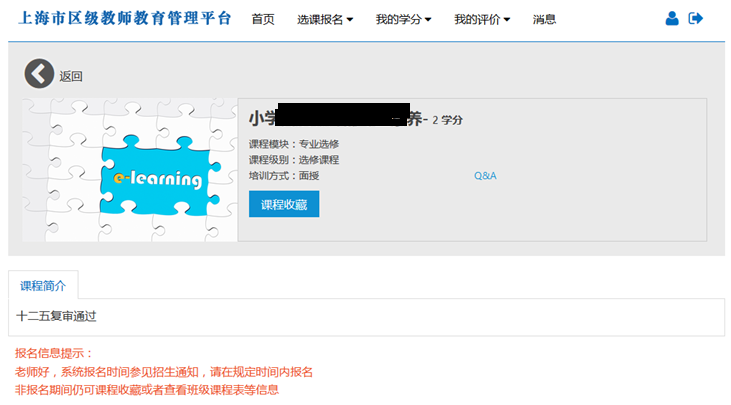 上海市区级教师教育管理平台 首页 选课报名 我的学分 我的评价 消息
返回
小学 养- 2 学分
课程模块：专业选修
课程级别：选修课程
培训方式：面授 Q&A
e-learning
课程收藏
课程简介
十二五复审通过
报名信息提示：
老师好，系统报名时间参见招生通知，请在规定时间内报名
非报名期间仍可课程收藏或者查看班级课程表等信息